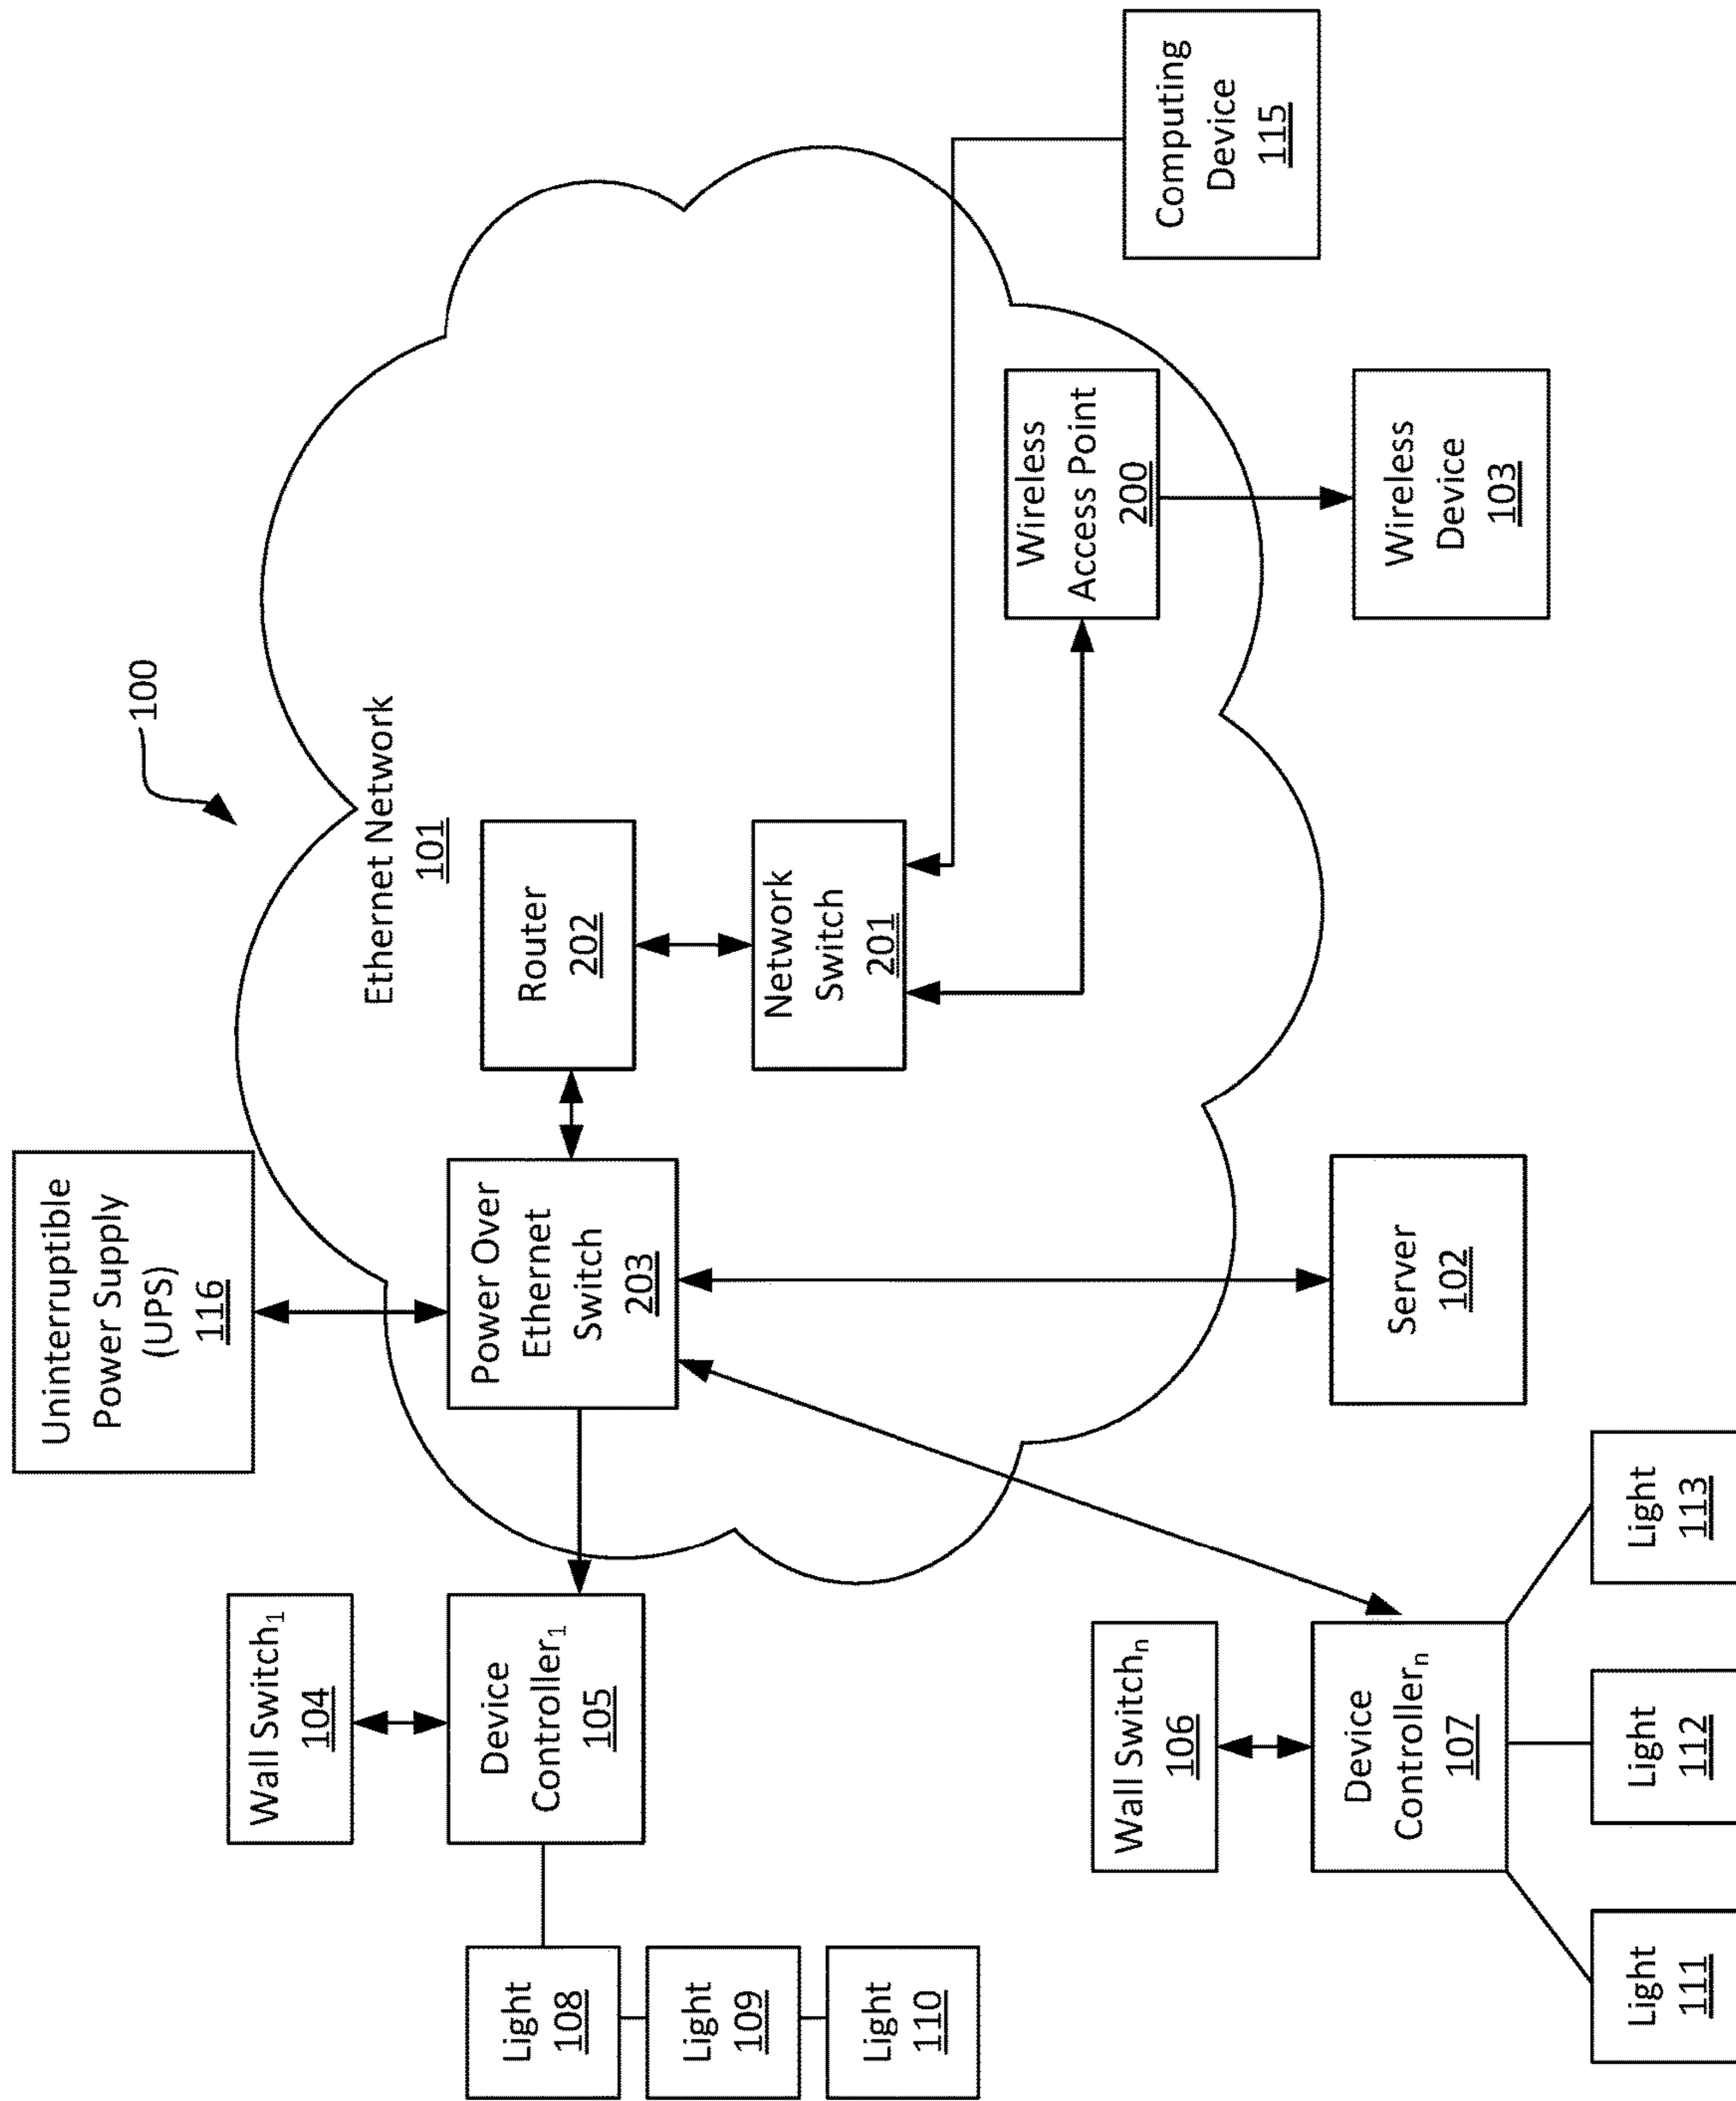 100
Uninterruptible
Power Supply
(UPS)
116
Ethernet Network
101
Wall Switch1
104
Device
Controller1
105
Power Over
Ethernet
Switch
203
Router
202
Network
Switch
201
Light
108
Light
109
Light
110
Wireless
Access Point
200
Computing
Device
115
Wall Switchn
106
Device
Controllern
107
Server
102
Wireless
Device
103
Light
111
Light
112
Light
113